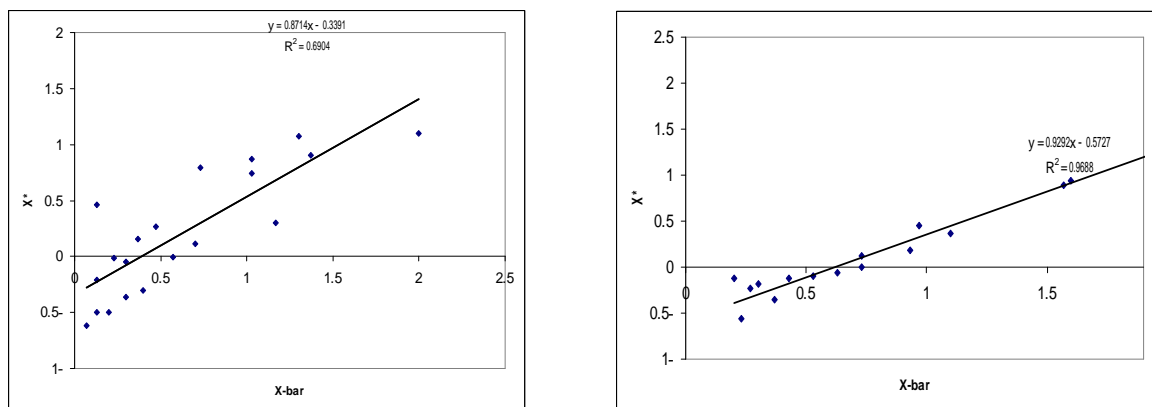 y = 0.8714x - 0.3391
R² = 0.6904
2
1.5
1
0.5
0
0.5-
1-
0 0.5 1 1.5 2 2.5
X*
X-bar
y = 0.9292x - 0.5727
R² = 0.9688
2.5
2
1.5
1
0.5
0
0.5-
1-
0 0.5 1 1.5
X*
X-bar